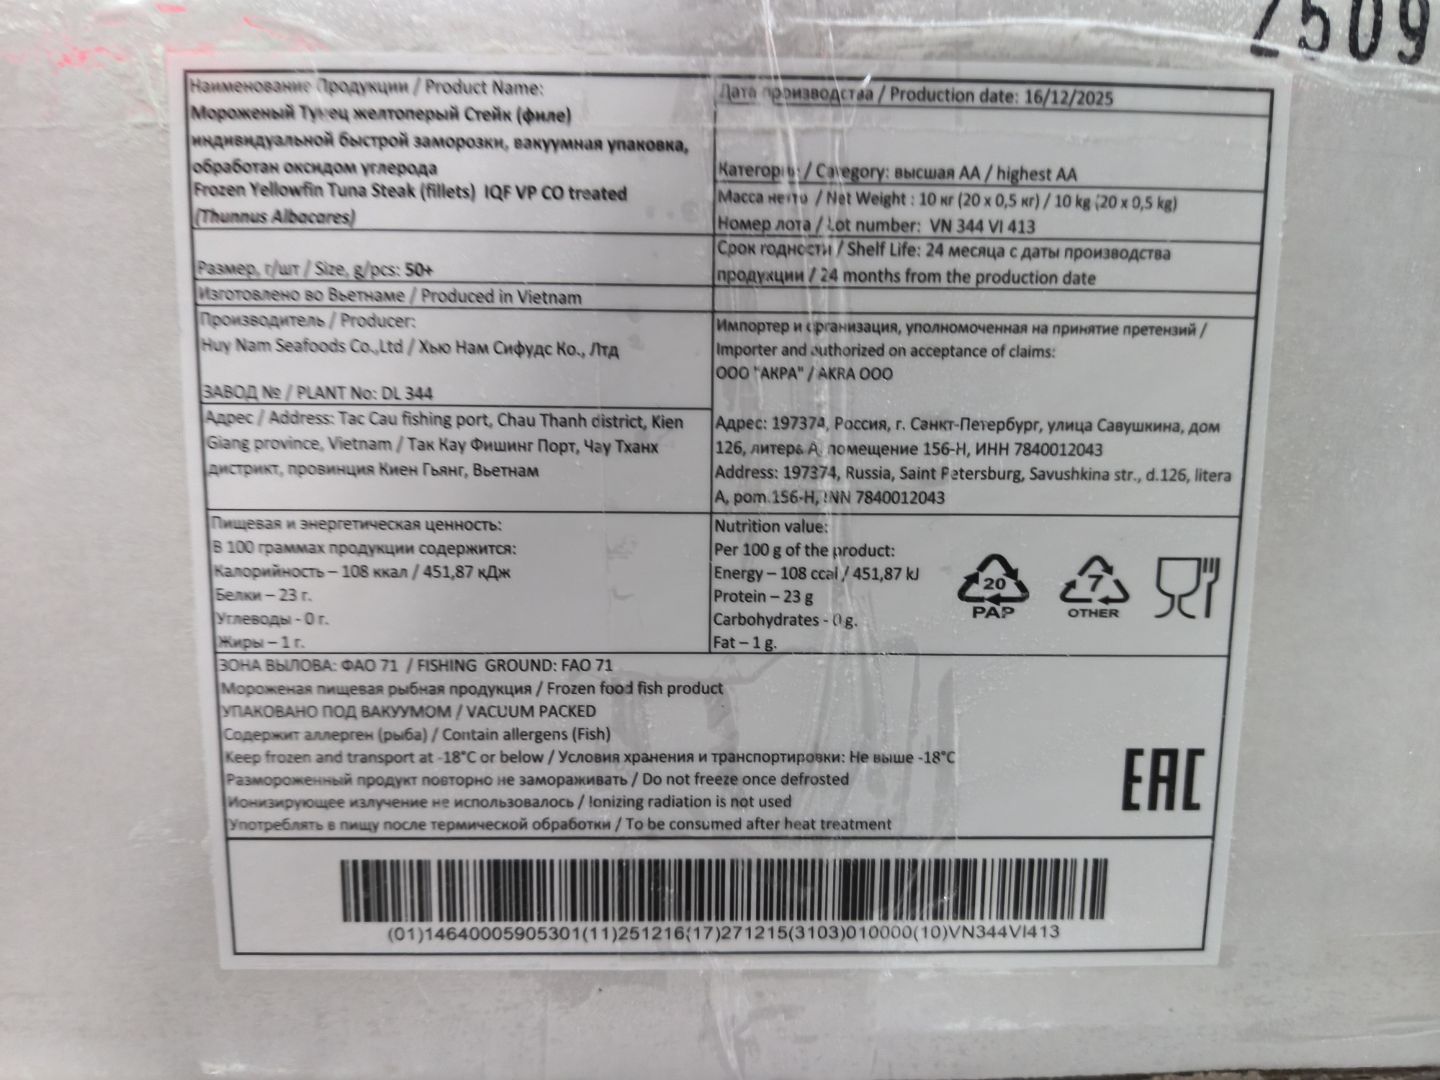 2509
Наименование Продукции / Product Name:
Мороженый Тунец желтоперый Стейк (филе)
индивидуальной быстрой заморозки, вакуумная упаковка,
обработан оксидом углерода
Frozen Yellowfin Tuna Steak (fillets) IQF VP CO treated
(Thunnus Albacares)
Размер, г/шт / Size, g/pcs: 50+
Изготовлено во Вьетнаме / Produced in Vietnam
Производитель / Producer:
Huy Nam Seafoods Co.,Ltd / Хью Нам Сифудс Ко., Лтд
ЗАВОД № / PLANT No: DL 344
Адрес / Address: Tac Cau fishing port, Chau Thanh district, Kien
Giang province, Vietnam / Так Кау Фишинг Порт, Чау Тханх
дистрикт, провинция Киен Гьянг, Вьетнам
Дата производства / Production date: 16/12/2025
Категория / Category: высшая АА / highest AA
Масса нетто / Net Weight : 10 кг (20 x 0,5 кг) / 10 kg (20 x 0,5 kg)
Номер лота / Lot number: VN 344 VI 413
Срок годности / Shelf Life: 24 месяца с даты производства
продукции / 24 months from the production date
Импортер и организация, уполномоченная на принятие претензий /
Importer and authorized on acceptance of claims:
ООО "АКРА" / AKRA OOO
Адрес: 197374, Россия, г. Санкт-Петербург, улица Савушкина, дом
126, литера А, помещение 156-Н, ИНН 7840012043
Address: 197374, Russia, Saint Petersburg, Savushkina str., d.126, litera
A, pom.156-H, INN 7840012043
Пищевая и энергетическая ценность:
В 100 граммах продукции содержится:
Калорийность – 108 ккал / 451,87 кДж
Белки – 23 г.
Углеводы - 0 г.
Жиры – 1 г.
Nutrition value:
Per 100 g of the product:
Energy – 108 ccal / 451,87 kJ
Protein – 23 g
Carbohydrates - 0 g.
Fat – 1 g.
20
PAP
7
OTHER
ЗОНА ВЫЛОВА: ФАО 71 / FISHING GROUND: FAO 71
Мороженая пищевая рыбная продукция / Frozen food fish product
УПАКОВАНО ПОД ВАКУУМОМ / VACUUM PACKED
Содержит аллерген (рыба) / Contain allergens (Fish)
Keep frozen and transport at -18°C or below / Условия хранения и транспортировки: Не выше -18°C
Размороженный продукт повторно не замораживать / Do not freeze once defrosted
Ионизирующее излучение не использовалось / Ionizing radiation is not used
Употреблять в пищу после термической обработки / To be consumed after heat treatment
EAC
(01)14640005905301(11)251216(17)271215(3103)010000(10)VN344VI413